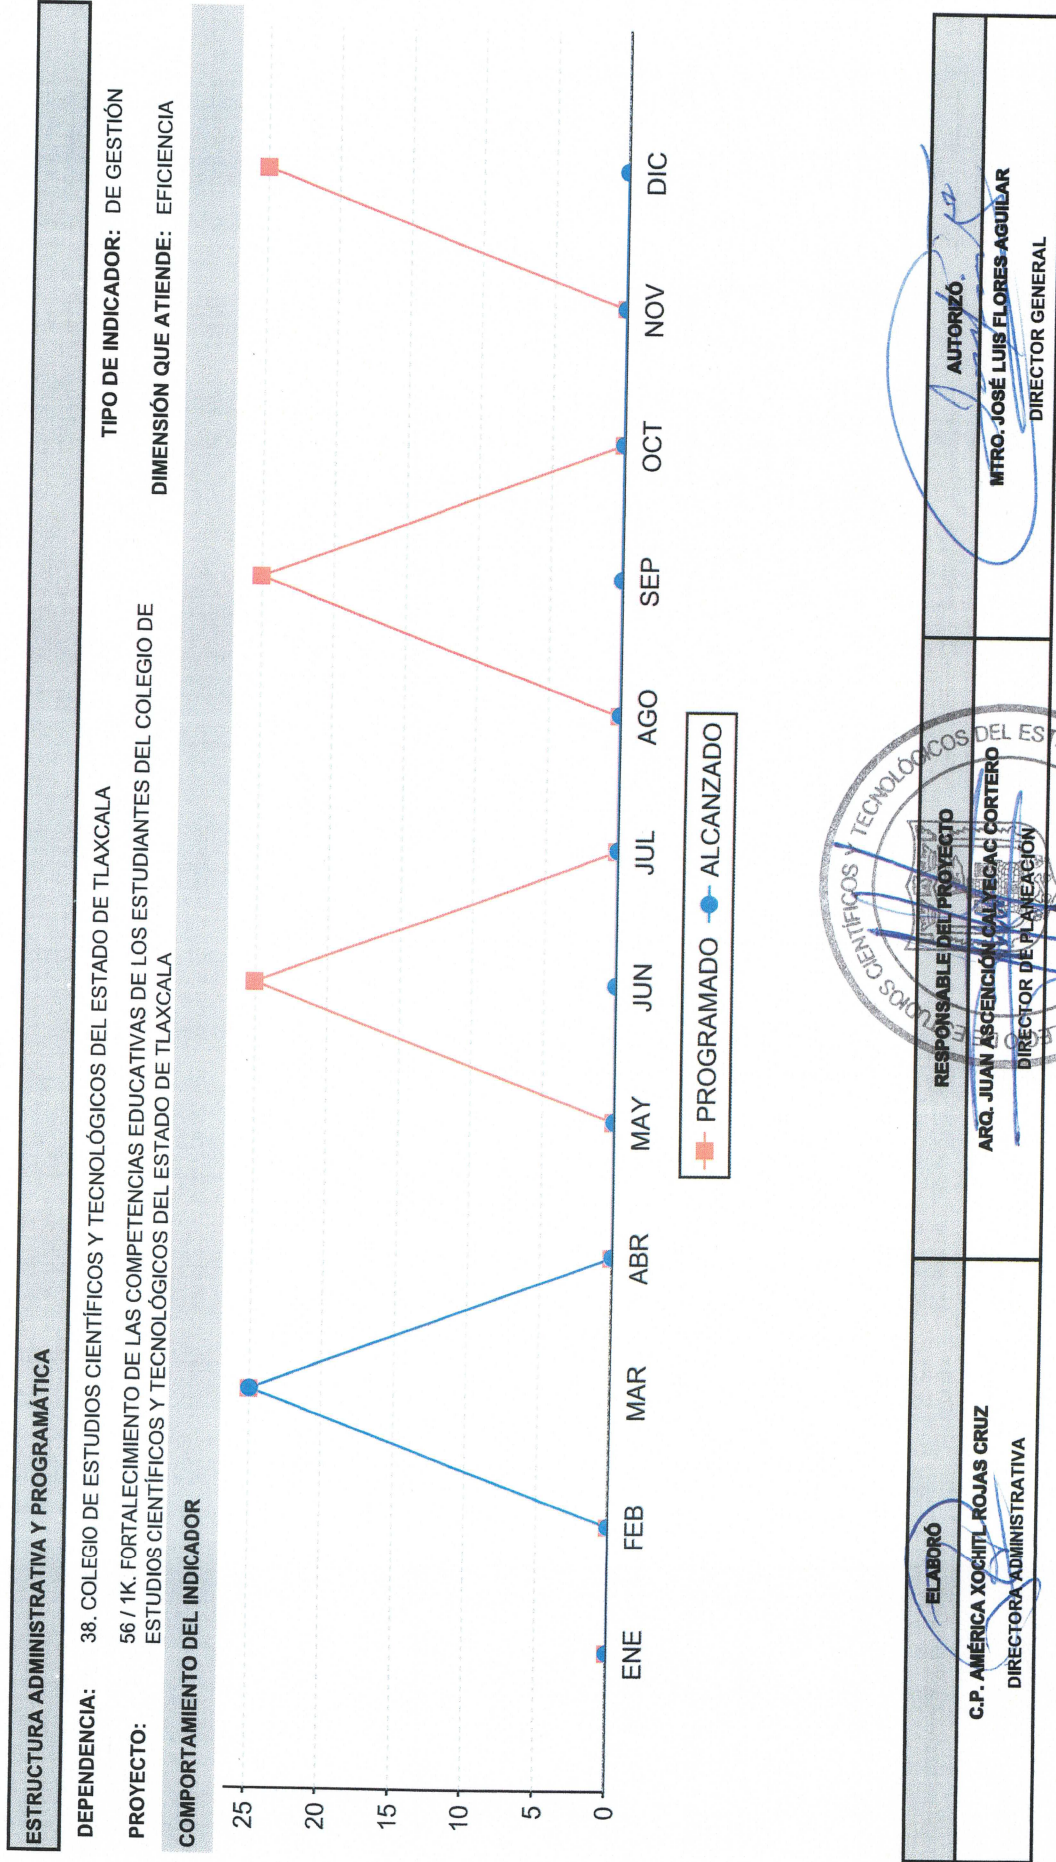 ESTRUCTURA ADMINISTRATIVA Y PROGRAMÁTICA
DEPENDENCIA: 38. COLEGIO DE ESTUDIOS CIENTÍFICOS Y TECNOLÓGICOS DEL ESTADO DE TLAXCALA
TIPO DE INDICADOR: DE GESTIÓN
PROYECTO: 56 / 1K. FORTALECIMIENTO DE LAS COMPETENCIAS EDUCATIVAS DE LOS ESTUDIANTES DEL COLEGIO DE
ESTUDIOS CIENTÍFICOS Y TECNOLÓGICOS DEL ESTADO DE TLAXCALA
DIMENSIÓN QUE ATIENDE: EFICIENCIA
COMPORTAMIENTO DEL INDICADOR
25
20
15
10
5
0
ENE FEB MAR ABR MAY JUN JUL AGO SEP OCT NOV DIC
PROGRAMADO ALCANZADO
ELABORÓ
C.P. AMÉRICA XOCHITL ROJAS CRUZ
DIRECTORA ADMINISTRATIVA
RESPONSABLE DEL PROYECTO
ARQ. JUAN ASCENCIÓN CALYECAC CORTERO
DIRECTOR DE PLANEACIÓN
AUTORIZÓ
MTRO. JOSÉ LUIS FLORES AGUILAR
DIRECTOR GENERAL
ESTUDIOS CIENTÍFICOS Y TECNOLÓGICOS DEL